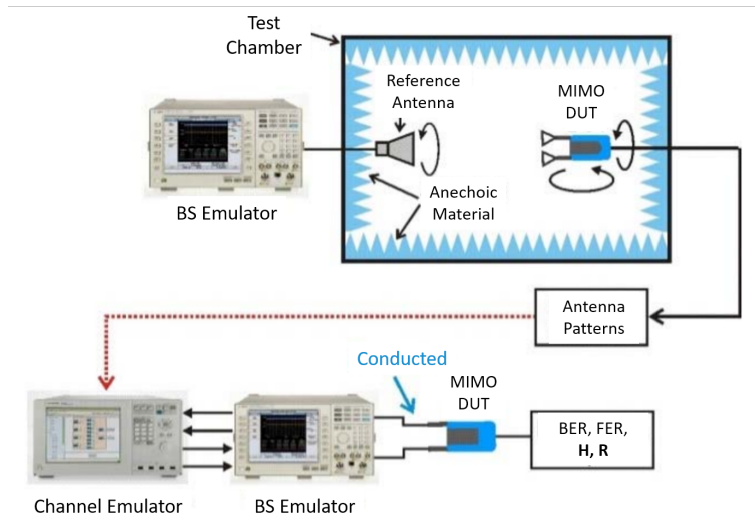 Test
Chamber
Reference
Antenna
MIMO
DUT
BS Emulator
Anechoic
Material
Antenna
Patterns
Conducted
MIMO
DUT
BER, FER,
H, R
Channel Emulator
BS Emulator